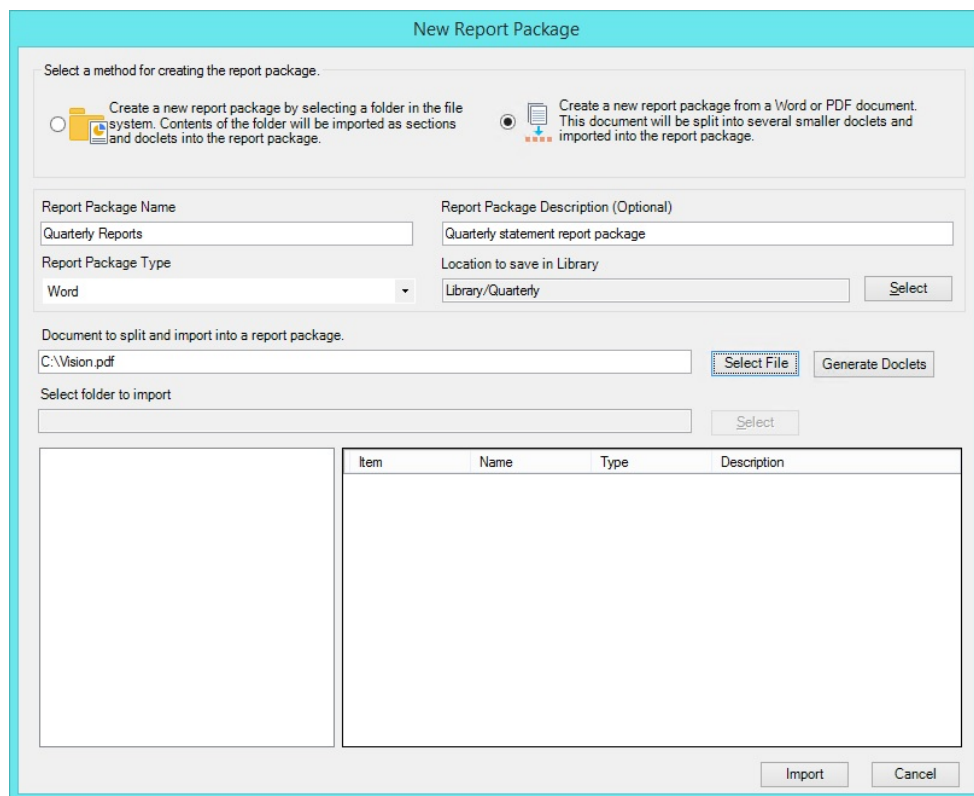 New Report Package
Select a method for creating the report package.
Create a new report package by selecting a folder in the file
system. Contents of the folder will be imported as sections
and doclets into the report package.
Create a new report package from a Word or PDF document.
This document will be split into several smaller doclets and
imported into the report package.
Report Package Name
Report Package Description (Optional)
Quarterly Reports
Quarterly statement report package
Report Package Type
Location to save in Library
Word
Library/Quarterly
Select
Document to split and import into a report package.
C:\Vision.pdf
Select File
Generate Doclets
Select folder to import
Select
Item Name Type Description
Import
Cancel